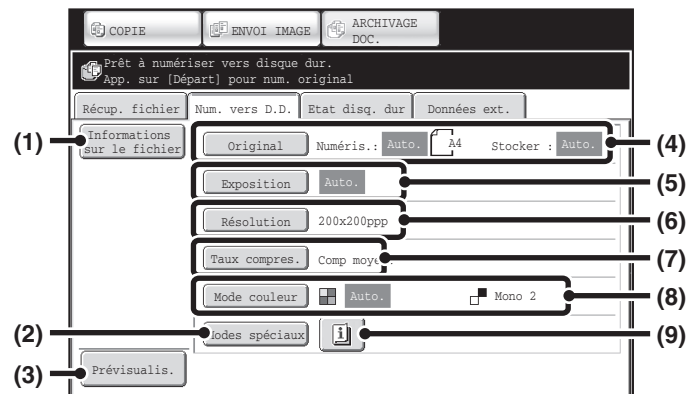 COPIE
ENVOI IMAGE
ARCHIVAGE
DOC.
Prêt à numériser vers disque dur.
App. sur [Départ] pour num. original
Récup. fichier
Num. vers D.D.
Etat disq. dur
Données ext.
(1)
Informations
sur le fichier
Original
Numéris.: Auto.
A4
Stocker : Auto.
(4)
Exposition
Auto.
(5)
Résolution
200x200ppp
(6)
Taux compres.
Comp
(7)
Mode couleur
Auto.
Mono 2
(8)
(2)
spéciaux
(9)
(3)
Prévisualis.